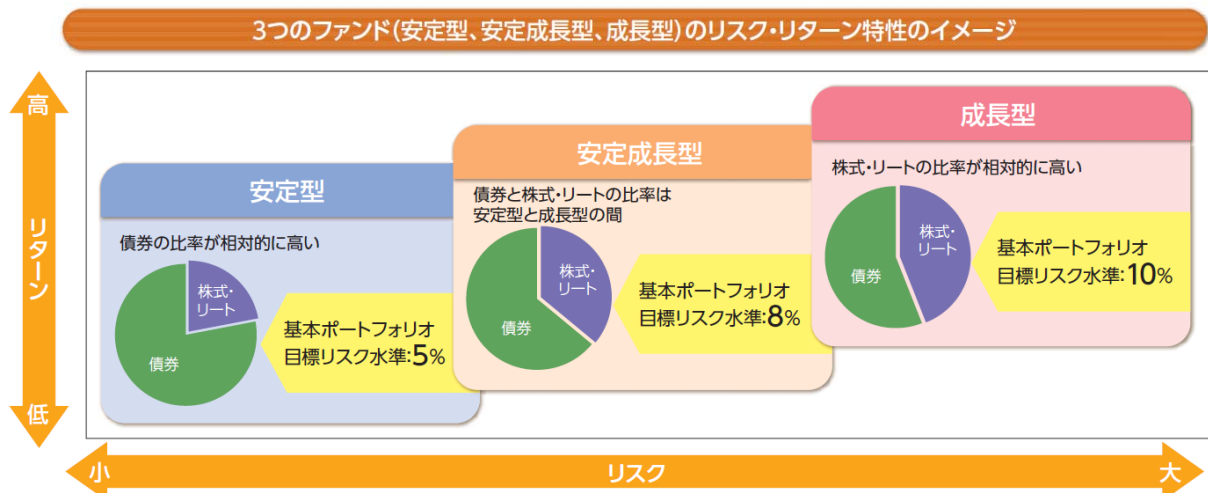 3つのファンド(安定型、安定成長型、成長型)のリスク・リターン特性のイメージ
高
リターン
低
安定型
債券の比率が相対的に高い
株式・
リート
債券
基本ポートフォリオ
目標リスク水準:5%
安定成長型
債券と株式・リートの比率は
安定型と成長型の間
株式・
リート
債券
基本ポートフォリオ
目標リスク水準:8%
成長型
株式・リートの比率が相対的に高い
株式・
リート
債券
基本ポートフォリオ
目標リスク水準:10%
小
リスク
大